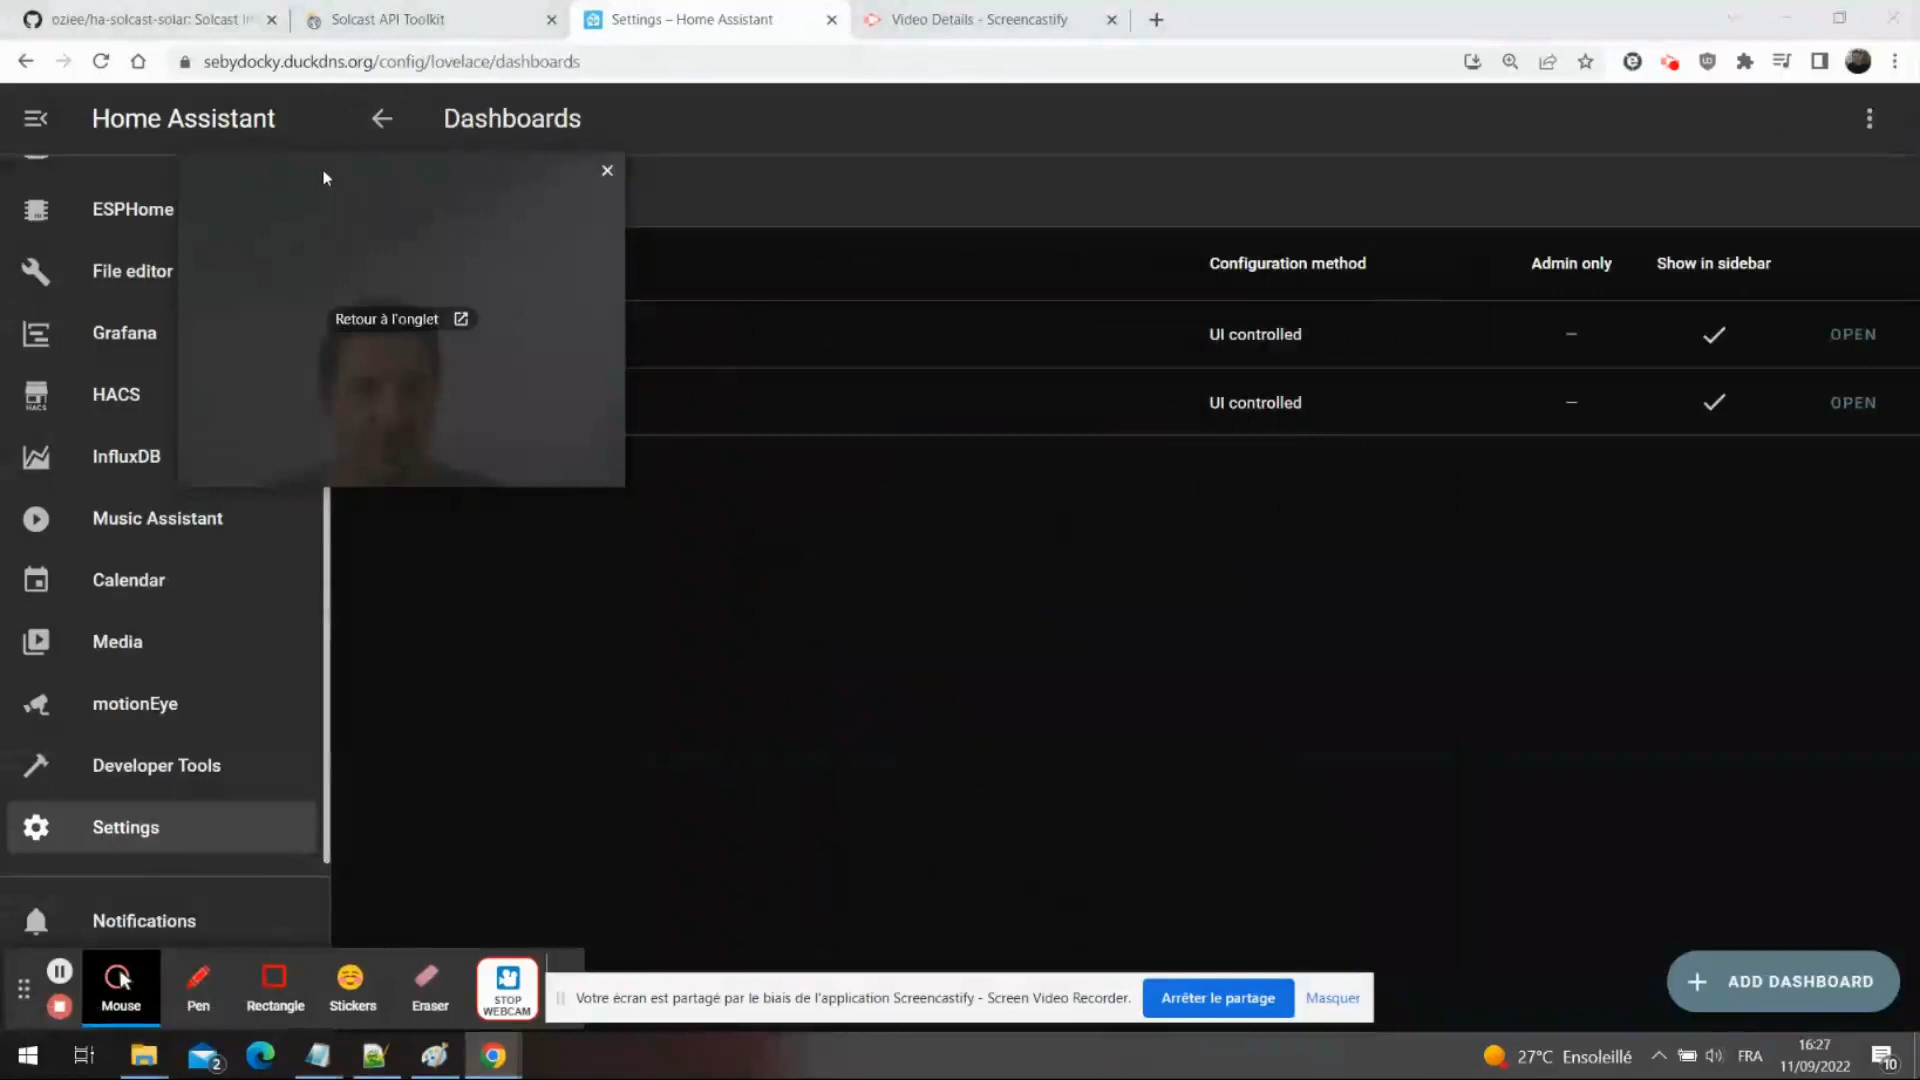 oziee/ha-solcast-solar: Solcast In
Solcast API Toolkit
Settings – Home Assistant
Video Details - Screencastify
sebydocky.duckdns.org/config/lovelace/dashboards
Home Assistant
Dashboards
ESPHome
File editor
Grafana
HACS
HACS
InfluxDB
Music Assistant
Calendar
Media
motionEye
Developer Tools
Settings
Notifications
Retour à l'onglet
Configuration method
Admin only
Show in sidebar
UI controlled
–
OPEN
UI controlled
–
OPEN
ADD DASHBOARD
Mouse
Pen
Rectangle
Stickers
Eraser
STOP
WEBCAM
Votre écran est partagé par le biais de l'application Screencastify - Screen Video Recorder.
Arrêter le partage
Masquer
2
27°C Ensoleillé
FRA
16:27
11/09/2022
10